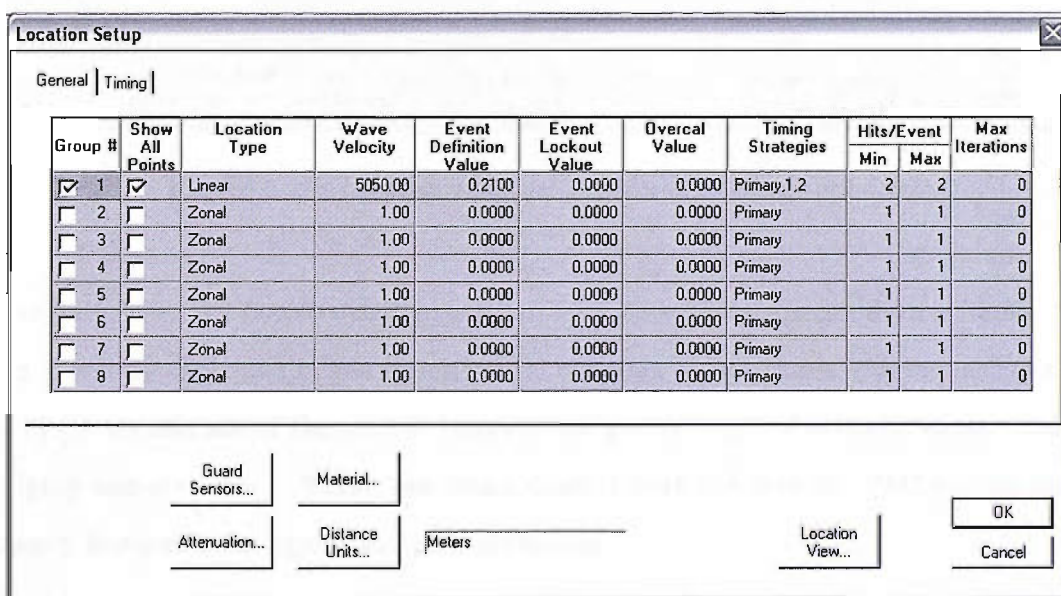 Location Setup
General Timing
Group # Show All Points Location Type Wave Velocity Event Definition Value Event Lockout Value Overcal Value Timing Strategies Hits/Event Min Max Max Iterations
1 Linear 5050.00 0.2100 0.0000 0.0000 Primary,1,2 2 2 0
2 Zonal 1.00 0.0000 0.0000 0.0000 Primary 1 1 0
3 Zonal 1.00 0.0000 0.0000 0.0000 Primary 1 1 0
4 Zonal 1.00 0.0000 0.0000 0.0000 Primary 1 1 0
5 Zonal 1.00 0.0000 0.0000 0.0000 Primary 1 1 0
6 Zonal 1.00 0.0000 0.0000 0.0000 Primary 1 1 0
7 Zonal 1.00 0.0000 0.0000 0.0000 Primary 1 1 0
8 Zonal 1.00 0.0000 0.0000 0.0000 Primary 1 1 0
Guard Sensors...
Material...
Attenuation...
Distance Units...
Meters
Location View...
OK
Cancel